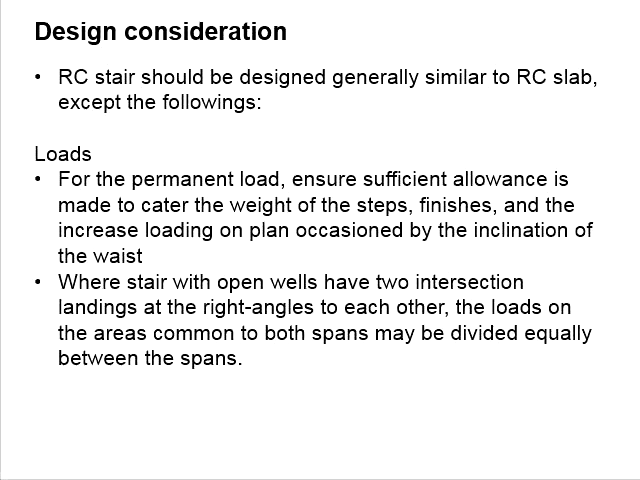 Design consideration
• RC stair should be designed generally similar to RC slab,
except the followings:
Loads
• For the permanent load, ensure sufficient allowance is
made to cater the weight of the steps, finishes, and the
increase loading on plan occasioned by the inclination of
the waist
• Where stair with open wells have two intersection
landings at the right-angles to each other, the loads on
the areas common to both spans may be divided equally
between the spans.